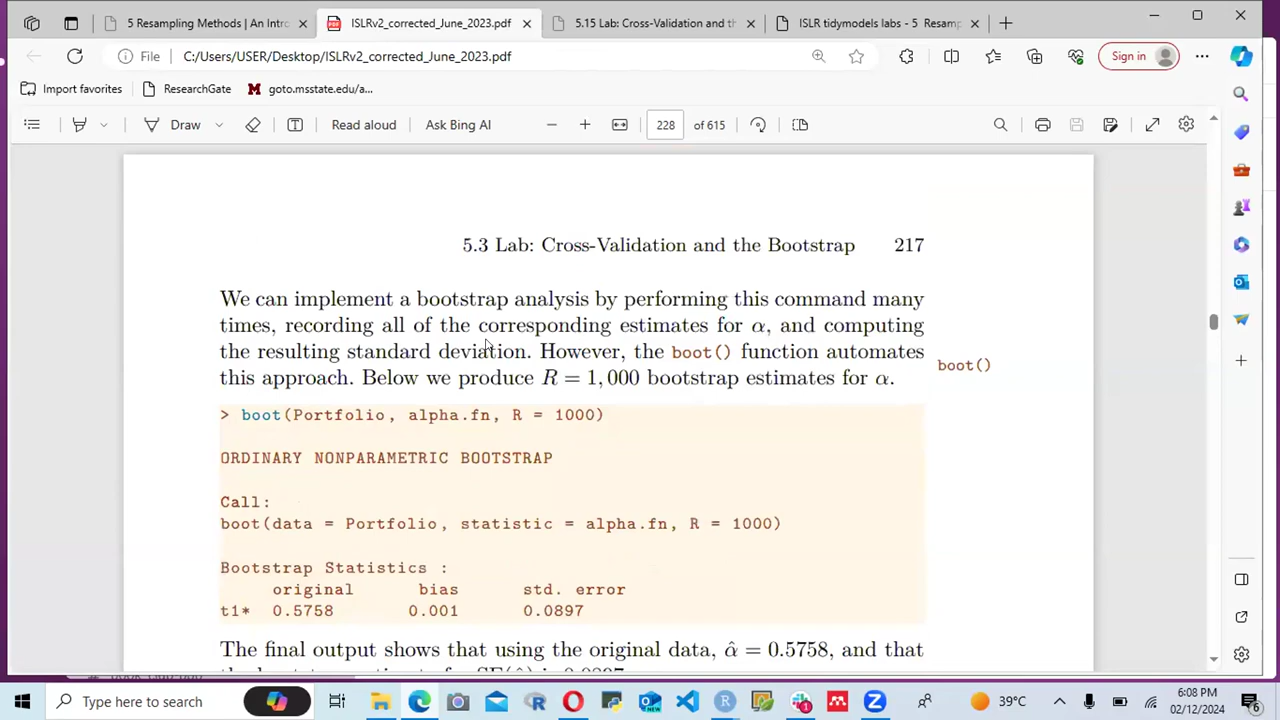 5 Resampling Methods | An Intro
ISLRv2_corrected_June_2023.pdf
5.15 Lab: Cross-Validation and th
ISLR tidymodels labs - 5 Resamp
File
C:/Users/USER/Desktop/ISLRv2_corrected_June_2023.pdf
Sign in
Import favorites
ResearchGate
goto.msstate.edu/a...
Draw
Read aloud
Ask Bing AI
228
of 615
5.3 Lab: Cross-Validation and the Bootstrap 217
We can implement a bootstrap analysis by performing this command many
times, recording all of the corresponding estimates for α, and computing
the resulting standard deviation. However, the boot() function automates
boot()
this approach. Below we produce R = 1,000 bootstrap estimates for α.
> boot(Portfolio, alpha.fn, R = 1000)
ORDINARY NONPARAMETRIC BOOTSTRAP
Call:
boot(data = Portfolio, statistic = alpha.fn, R = 1000)
Bootstrap Statistics :
original bias std. error
t1* 0.5758 0.001 0.0897
The final output shows that using the original data, α̂ = 0.5758, and that
Type here to search
39°C
6:08 PM
02/12/2024
6
1